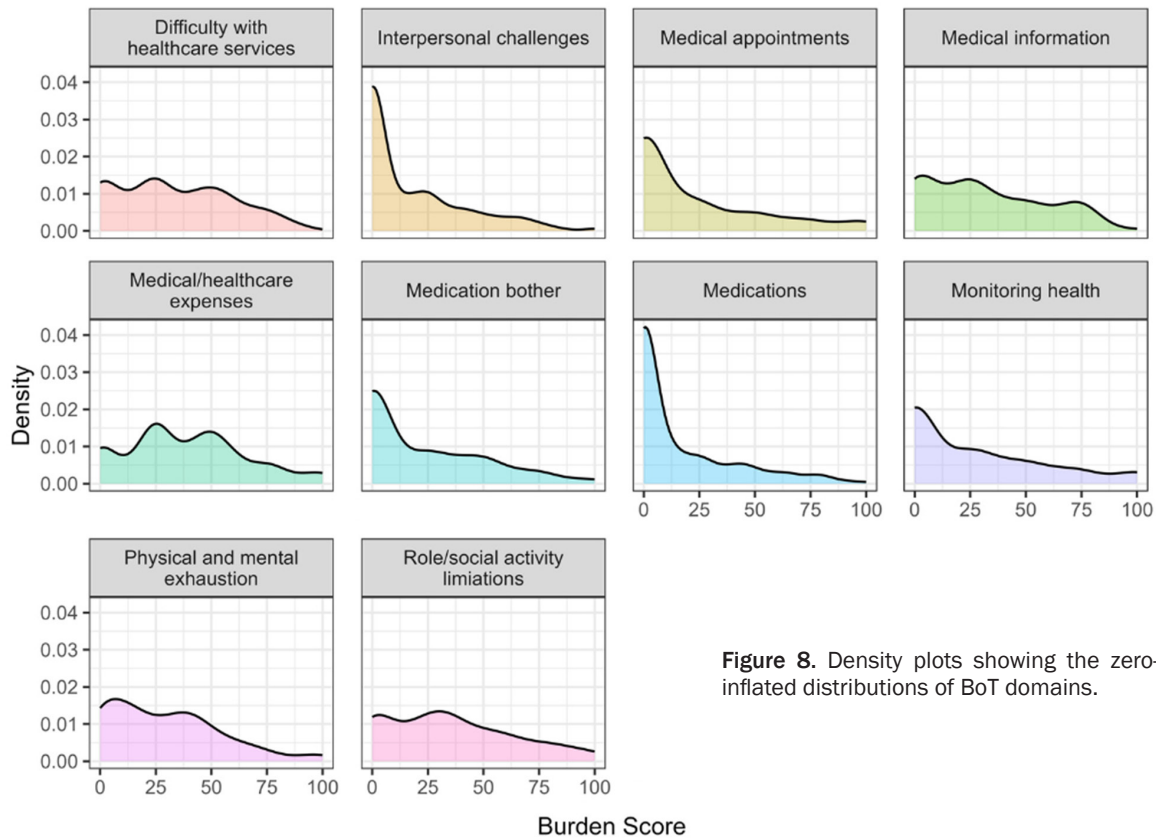 Difficulty with
healthcare services
Interpersonal challenges
Medical appointments
Medical information
0.04
0.03
0.02
0.01
0.00
Medical/healthcare
expenses
Medication bother
Medications
Monitoring health
0.04
0.03
0.02
0.01
0.00
0 25 50 75 100
0 25 50 75 100
Physical and mental
exhaustion
Role/social activity
limiations
0.04
0.03
0.02
0.01
0.00
0 25 50 75 100
0 25 50 75 100
Density
Burden Score
Figure 8. Density plots showing the zero-
inflated distributions of BoT domains.